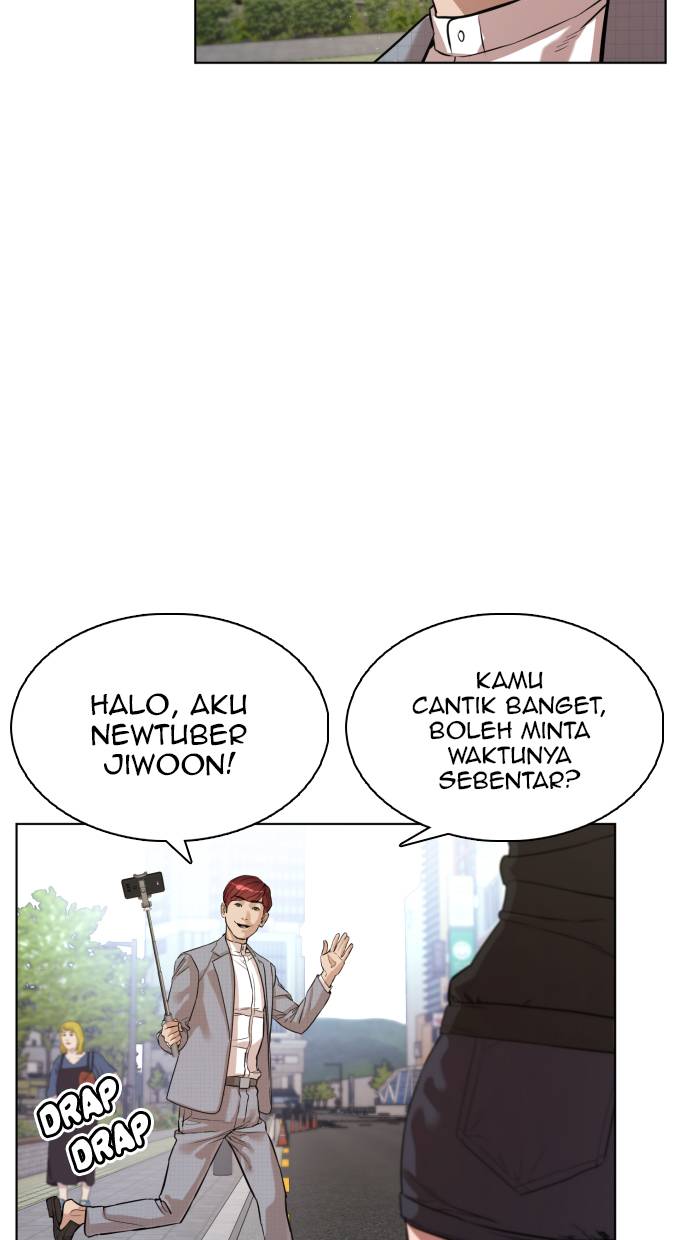 HALO, AKU
NEWTUBER
JIWOON!
KAMU
CANTIK BANGET,
BOLEH MINTA
WAKTUNYA
SEBENTAR?
DRAP
DRAP